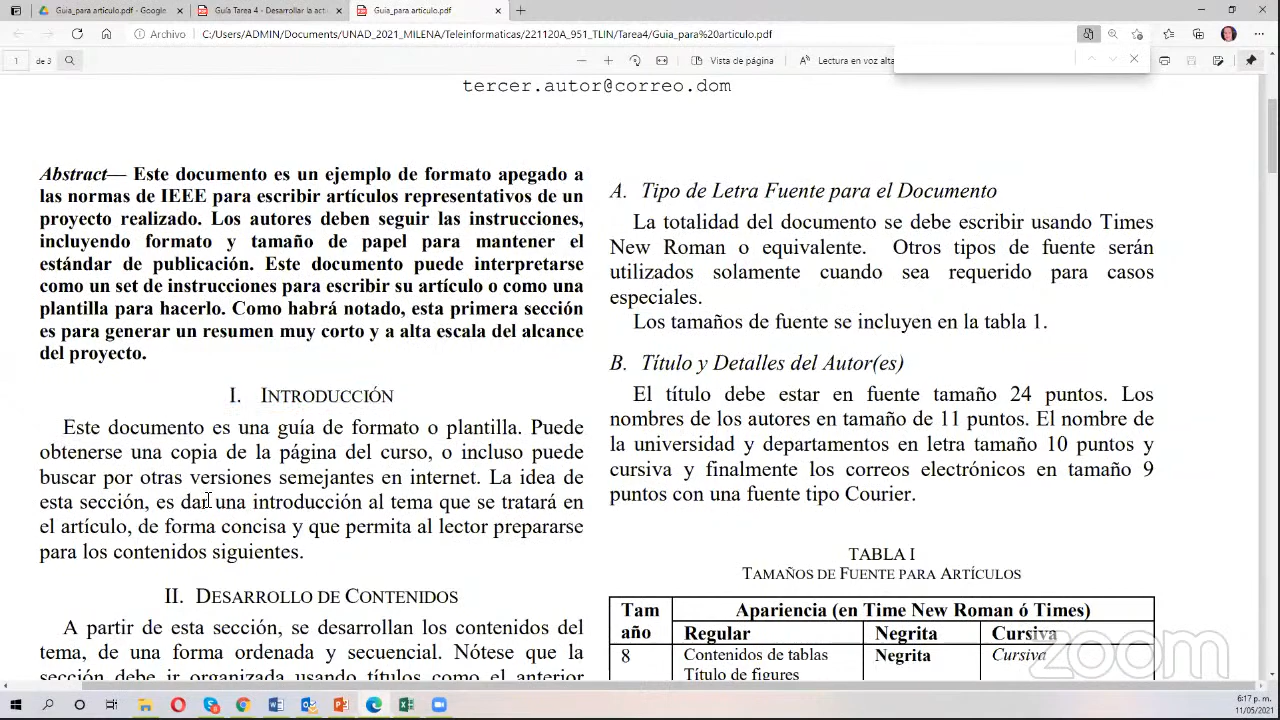 Guia_para articulo.pdf - Google
Guía Tarea 4 - Desarrollar la acti
Guia_para artículo.pdf
Archivo
C:/Users/ADMIN/Documents/UNAD_2021_MILENA/Teleinformaticas/221120A_951_TLIN/Tarea4/Guia_para%20articulo.pdf
1 de 3
Vista de página
Lectura en voz alta
tercer.autor@correo.dom
Abstract— Este documento es un ejemplo de formato apegado a
las normas de IEEE para escribir artículos representativos de un
proyecto realizado. Los autores deben seguir las instrucciones,
incluyendo formato y tamaño de papel para mantener el
estándar de publicación. Este documento puede interpretarse
como un set de instrucciones para escribir su artículo o como una
plantilla para hacerlo. Como habrá notado, esta primera sección
es para generar un resumen muy corto y a alta escala del alcance
del proyecto.
I. INTRODUCCIÓN
Este documento es una guía de formato o plantilla. Puede
obtenerse una copia de la página del curso, o incluso puede
buscar por otras versiones semejantes en internet. La idea de
esta sección, es dar una introducción al tema que se tratará en
el artículo, de forma concisa y que permita al lector prepararse
para los contenidos siguientes.
II. DESARROLLO DE CONTENIDOS
A partir de esta sección, se desarrollan los contenidos del
tema, de una forma ordenada y secuencial. Nótese que la
sección debe ir organizada usando títulos como el anterior
A. Tipo de Letra Fuente para el Documento
La totalidad del documento se debe escribir usando Times
New Roman o equivalente. Otros tipos de fuente serán
utilizados solamente cuando sea requerido para casos
especiales.
Los tamaños de fuente se incluyen en la tabla 1.
B. Título y Detalles del Autor(es)
El título debe estar en fuente tamaño 24 puntos. Los
nombres de los autores en tamaño de 11 puntos. El nombre de
la universidad y departamentos en letra tamaño 10 puntos y
cursiva y finalmente los correos electrónicos en tamaño 9
puntos con una fuente tipo Courier.
TABLA I
TAMAÑOS DE FUENTE PARA ARTÍCULOS
Tam
año
Apariencia (en Time New Roman ó Times)
Regular Negrita Cursiva
8 Contenidos de tablas Negrita Cursiva
Título de figures
zoom
6:17 p. m.
11/05/2021